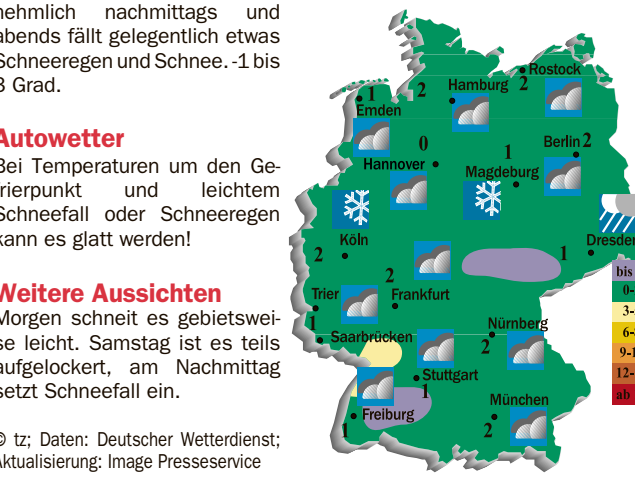 nehmlich nachmittags und
abends fällt gelegentlich etwas
Schneeregen und Schnee. -1 bis
3 Grad.
Autowetter
Bei Temperaturen um den Ge-
frierpunkt und leichtem
Schneefall oder Schneeregen
kann es glatt werden!
Weitere Aussichten
Morgen schneit es gebietswei-
se leicht. Samstag ist es teils
aufgelockert, am Nachmittag
setzt Schneefall ein.
© tz; Daten: Deutscher Wetterdienst;
Aktualisierung: Image Presseservice
Rostock
2
Hamburg
2
1
Emden
0
Hannover
Berlin 2
1
Magdeburg
Köln
2
Dresden
1
2
Trier
Frankfurt
1
Saarbrücken
Nürnberg
2
Stuttgart
1
Freiburg
1
München
2
bis
0-
3-
6-
9-1
12-
ab